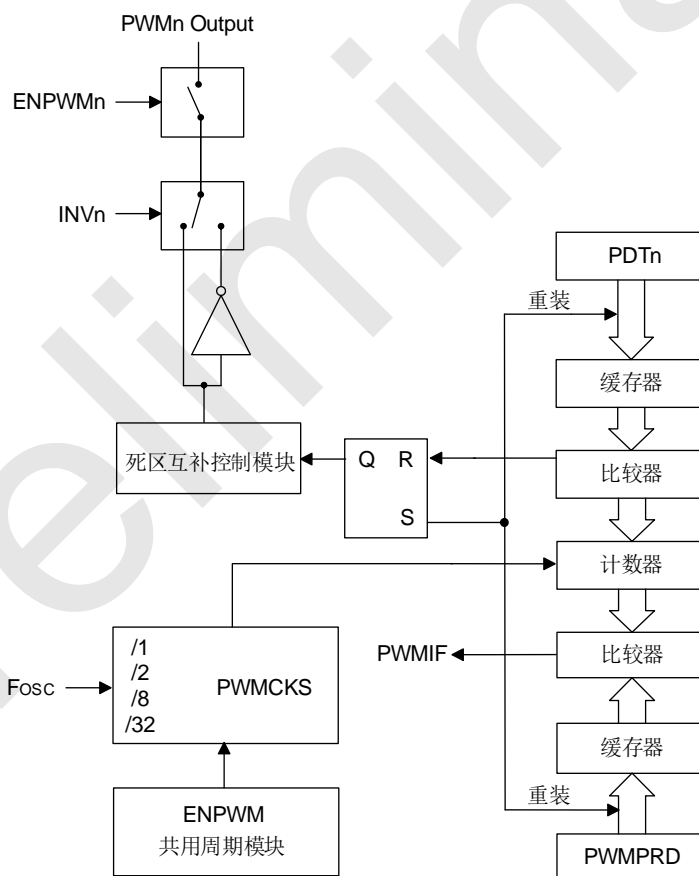 PWMn Output
ENPWMn
INVn
PDTn
重装
缓存器
死区互补控制模块
Q R
S
比较器
计数器
/1
/2
/8
/32
PWMCKS
FOSC
PWMIF
比较器
缓存器
ENPWM
共用周期模块
重装
PWMPRD
elimina